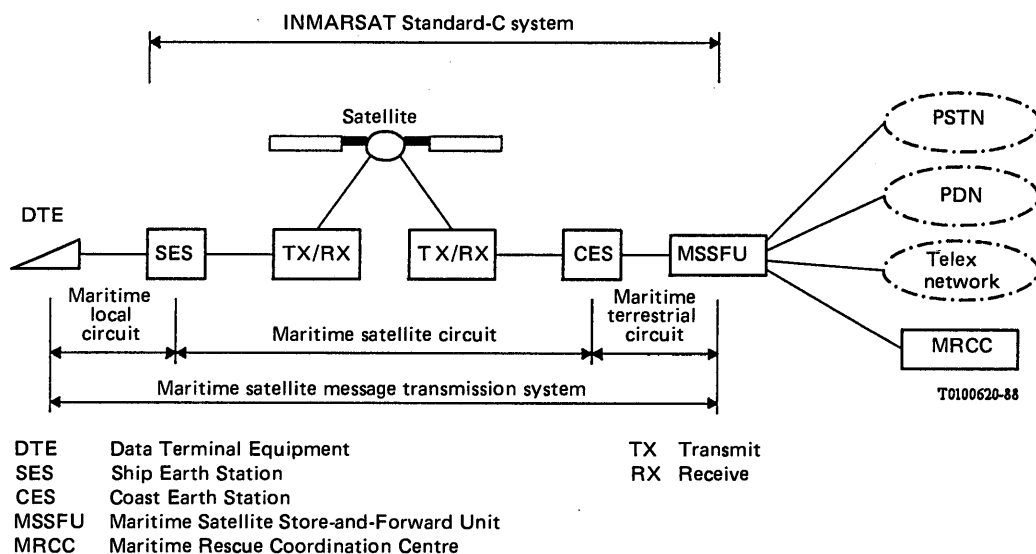 INMARSAT Standard-C system
Satellite
PSTN
PDN
Telex
network
MRCC
DTE
SES
TX/RX
TX/RX
CES
MSSFU
Maritime
local
circuit
Maritime satellite circuit
Maritime
terrestrial
circuit
Maritime satellite message transmission system
T0100620-88
DTE Data Terminal Equipment
SES Ship Earth Station
CES Coast Earth Station
MSSFU Maritime Satellite Store-and-Forward Unit
MRCC Maritime Rescue Coordination Centre
TX Transmit
RX Receive